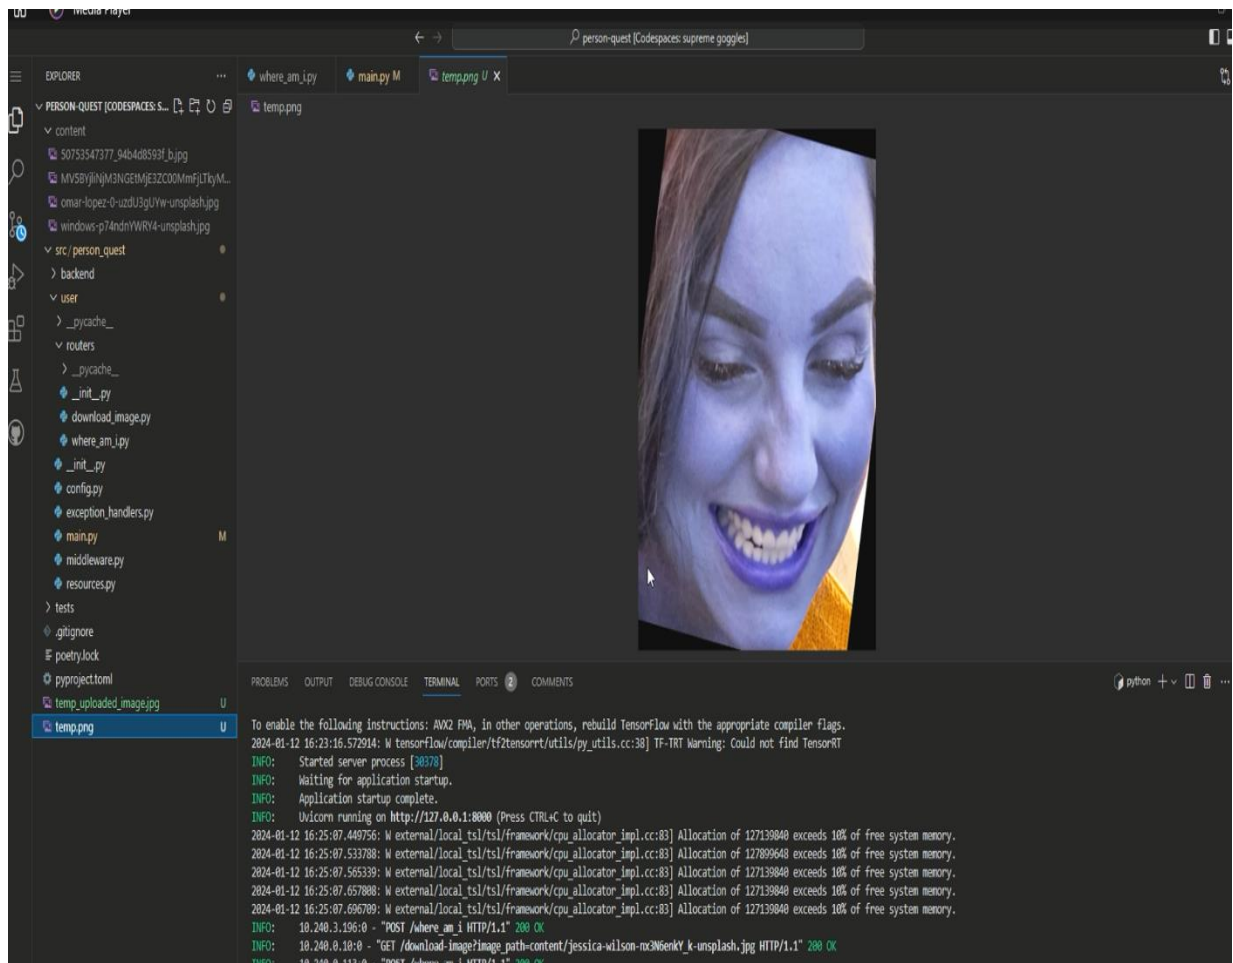 Media Player
person-quest [Codespaces: supreme goggles]
EXPLORER
where_am_i.py
main.py M
temp.png U X
PERSON-QUEST [CODESPACES: S...
temp.png
content
50753547377_94b4d8593f_b.jpg
omar-lopez-0-uzdU3gUYw-unsplash.jpg
windows-p74ndnYWRY4-unsplash.jpg
src/person_quest
backend
user
__pycache__
routers
__pycache__
__init__.py
download_image.py
where_am_i.py
__init__.py
config.py
exception_handlers.py
main.py M
middleware.py
resources.py
tests
.gitignore
poetry.lock
pyproject.toml
temp_uploaded_image.jpg U
temp.png U
PROBLEMS OUTPUT DEBUG CONSOLE TERMINAL PORTS 2 COMMENTS
python
To enable the following instructions: AVX2 FMA, in other operations, rebuild TensorFlow with the appropriate compiler flags.
2024-01-12 16:23:16.572914: W tensorflow/compiler/tf2tensorrt/utils/py_utils.cc:38] TF-TRT Warning: Could not find TensorRT
INFO: Started server process [30378]
INFO: Waiting for application startup.
INFO: Application startup complete.
INFO: Uvicorn running on http://127.0.0.1:8000 (Press CTRL+C to quit)
2024-01-12 16:25:07.449756: W external/local_tsl/tsl/framework/cpu_allocator_impl.cc:83] Allocation of 127139840 exceeds 10% of free system memory.
2024-01-12 16:25:07.533788: W external/local_tsl/tsl/framework/cpu_allocator_impl.cc:83] Allocation of 127899648 exceeds 10% of free system memory.
2024-01-12 16:25:07.565339: W external/local_tsl/tsl/framework/cpu_allocator_impl.cc:83] Allocation of 127139840 exceeds 10% of free system memory.
2024-01-12 16:25:07.657008: W external/local_tsl/tsl/framework/cpu_allocator_impl.cc:83] Allocation of 127139840 exceeds 10% of free system memory.
2024-01-12 16:25:07.696709: W external/local_tsl/tsl/framework/cpu_allocator_impl.cc:83] Allocation of 127139840 exceeds 10% of free system memory.
INFO: 10.240.3.196:0 - "POST /where_am_i HTTP/1.1" 200 OK
INFO: 10.240.0.10:0 - "GET /download-image?image_path=content/jessica-wilson-nx3N6enkY_k-unsplash.jpg HTTP/1.1" 200 OK